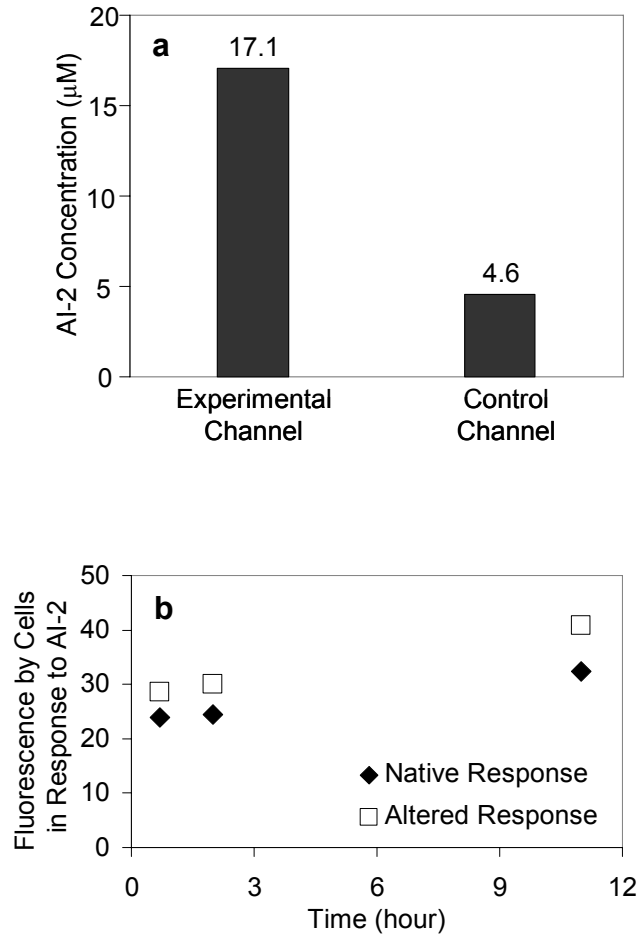 20
15
10
5
0
AI-2 Concentration (μM)
a
17.1
4.6
Experimental
Channel
Control
Channel
50
40
30
20
10
0
Fluorescence by Cells
in Response to AI-2
b
Native Response
Altered Response
0 3 6 9 12
Time (hour)